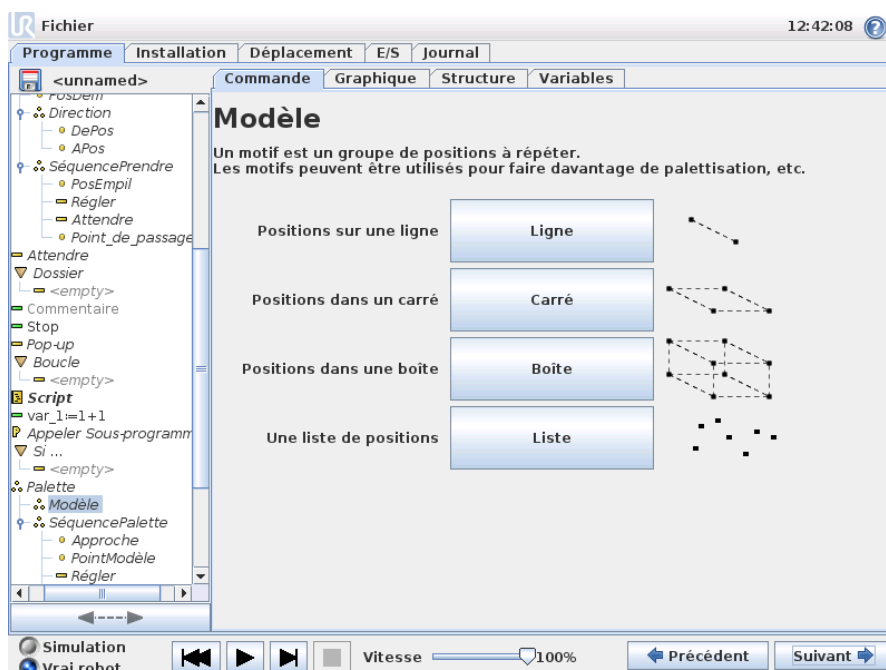 UR Fichier 12:42:08 ?
Programme Installation Déplacement E/S Journal
<unnamed> Commande Graphique Structure Variables
PosDém
Direction
DePos
APos
SéquencePrendre
PosEmpil
Régler
Attendre
Point_de_passage
Attendre
Dossier
<empty>
Commentaire
Stop
Pop-up
Boucle
<empty>
Script
var_1:=1+1
Appeler Sous-programm
Si ...
<empty>
Palette
Modèle
SéquencePalette
Approche
PointModèle
Régler
Modèle
Un motif est un groupe de positions à répéter.
Les motifs peuvent être utilisés pour faire davantage de palettisation, etc.
Positions sur une ligne Ligne
Positions dans un carré Carré
Positions dans une boîte Boîte
Une liste de positions Liste
Simulation
Vrai robot
Vitesse 100% Précédent Suivant